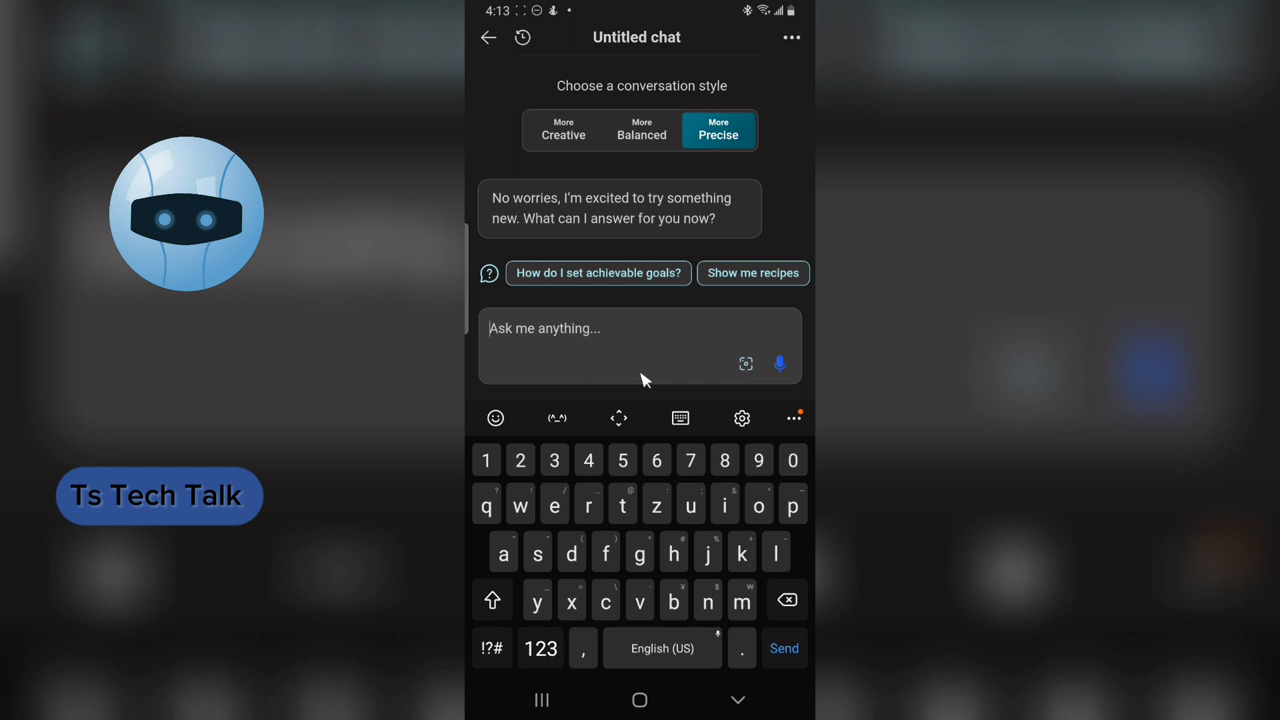 4:13
Untitled chat
Choose a conversation style
More Creative
More Balanced
More Precise
No worries, I'm excited to try something
new. What can I answer for you now?
How do I set achievable goals? Show me recipes
Ask me anything...
Ts Tech Talk
(^_^)
1 2 3 4 5 6 7 8 9 0
q w e r t z u i o p
a s d f g h j k l
y x c v b n m
!?# 123 , English (US) . Send